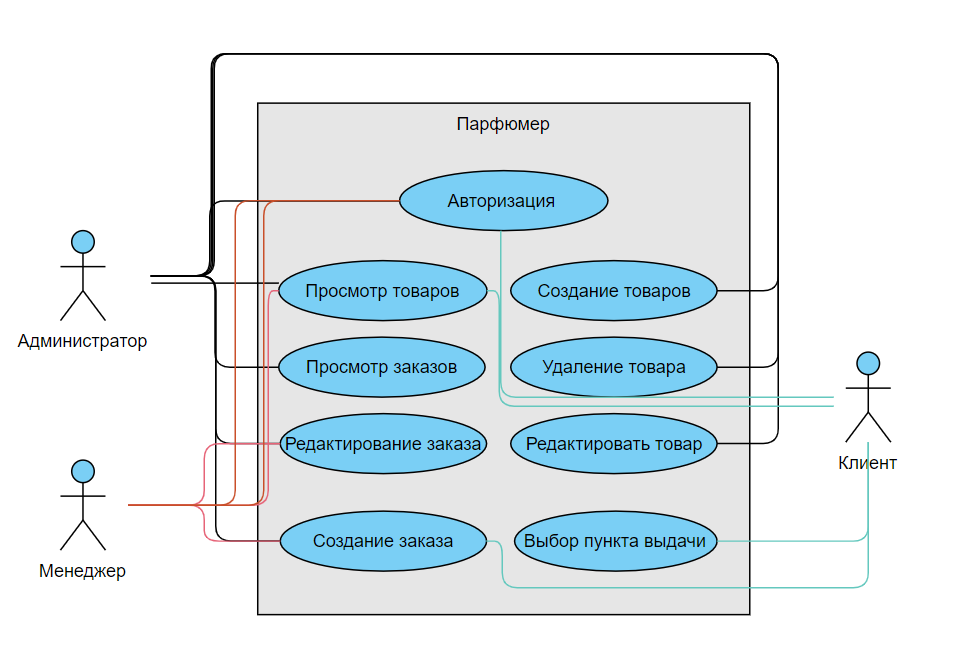 Парфюмер
Авторизация
Администратор
Просмотр товаров
Создание товаров
Просмотр заказов
Удаление товара
Редактирование заказа
Редактировать товар
Клиент
Менеджер
Создание заказа
Выбор пункта выдачи